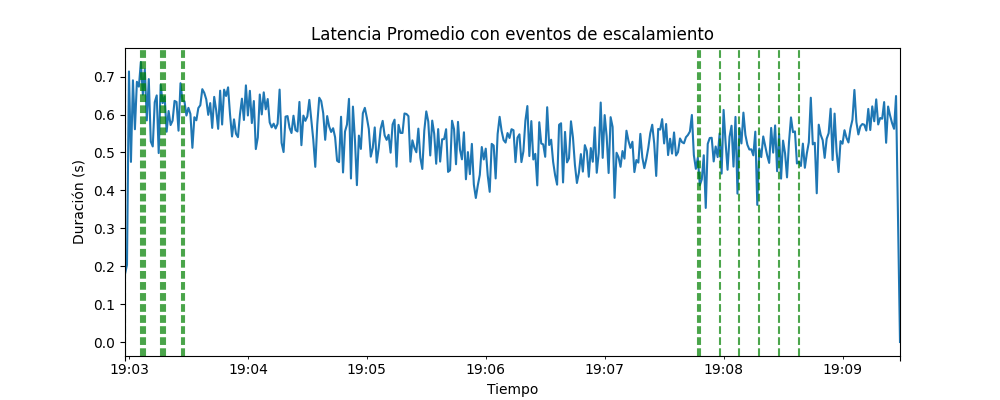 Latencia Promedio con eventos de escalamiento
Duración (s)
0.7
0.6
0.5
0.4
0.3
0.2
0.1
0.0
19:03 19:04 19:05 19:06 19:07 19:08 19:09
Tiempo